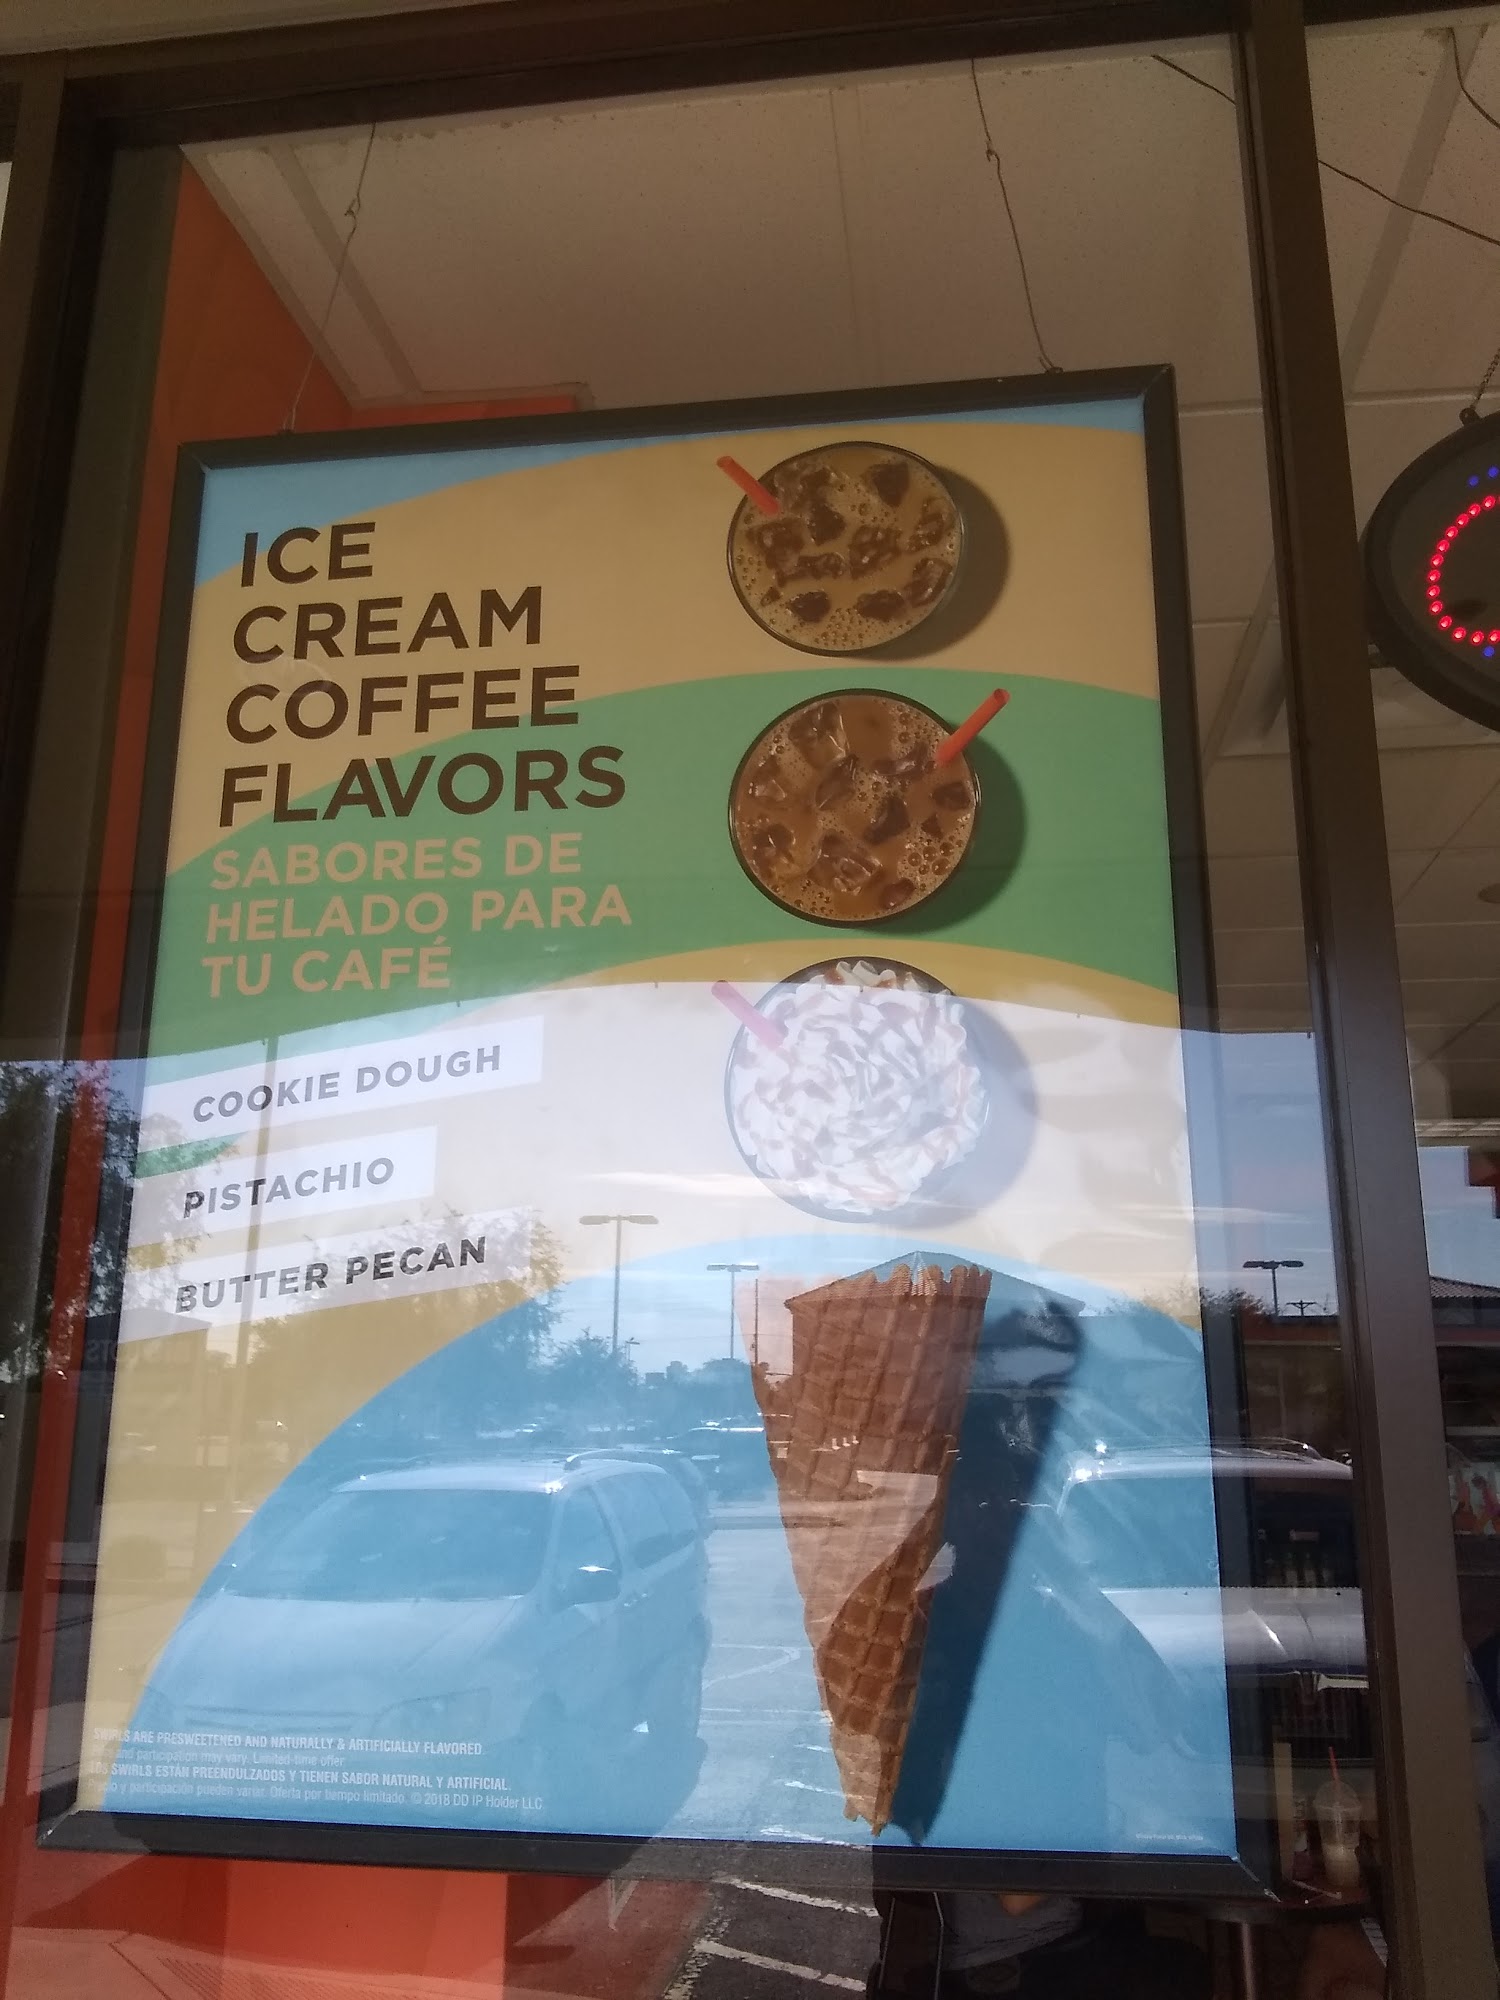 ICE
CREAM
COFFEE
FLAVORS
SABORES DE
HELADO PARA
TU CAFÉ
COOKIE DOUGH
PISTACHIO
BUTTER PECAN
SWIRLS ARE PRESWEETENED AND NATURALLY & ARTIFICIALLY FLAVORED.
and participation may vary. Limited-time offer.
LOS SWIRLS ESTÁN PREENDULZADOS Y TIENEN SABOR NATURAL Y ARTIFICIAL.
Precio y participación pueden variar. Oferta por tiempo limitado. © 2018 DD IP Holder LLC